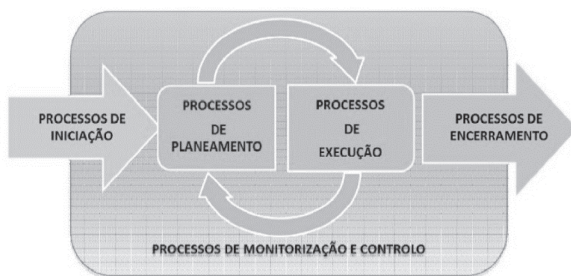 PROCESSOS DE
INICIAÇÃO
PROCESSOS
DE
PLANEAMENTO
PROCESSOS
DE
EXECUÇÃO
PROCESSOS DE
ENCERRAMENTO
PROCESSOS DE MONITORIZAÇÃO E CONTROLO